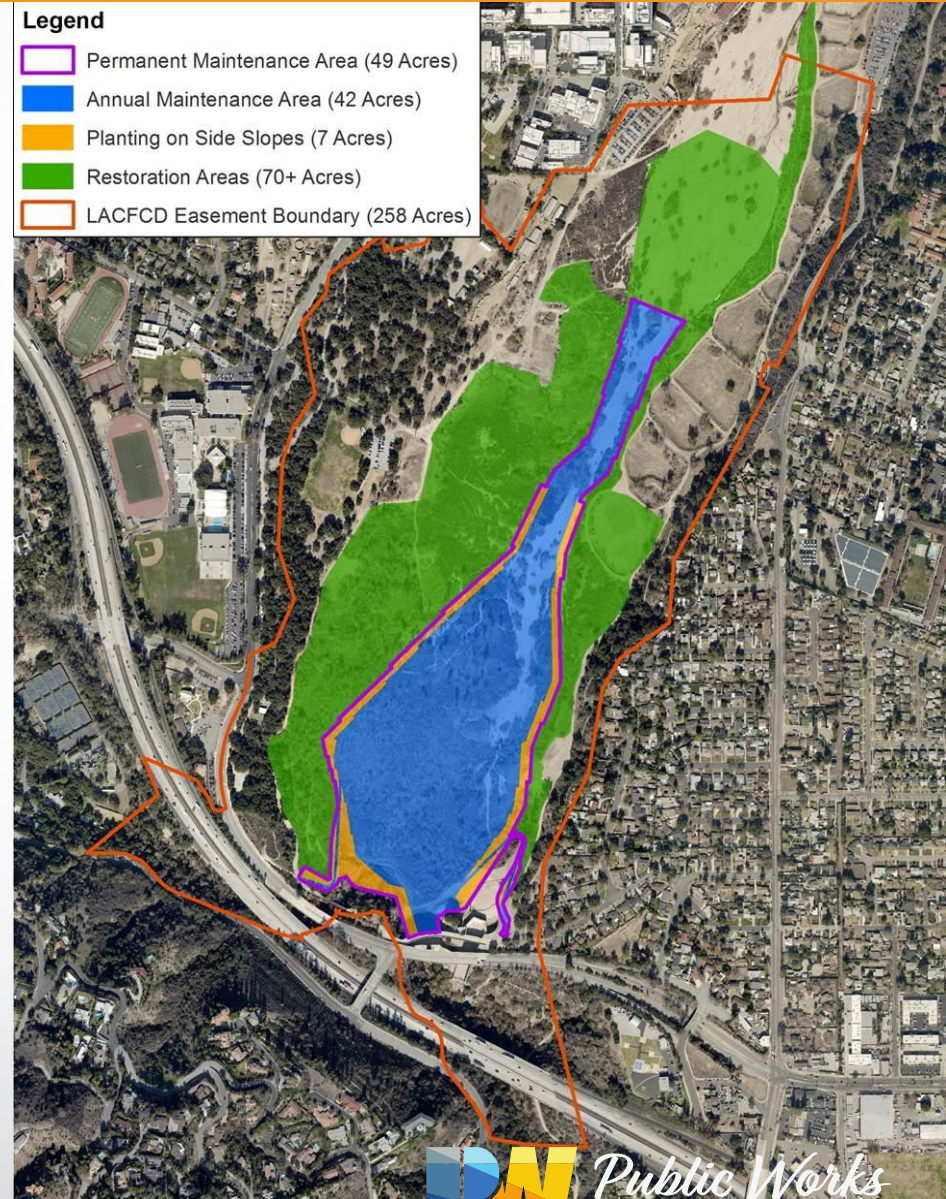 Legend
Permanent Maintenance Area (49 Acres)
Annual Maintenance Area (42 Acres)
Planting on Side Slopes (7 Acres)
Restoration Areas (70+ Acres)
LACFCD Easement Boundary (258 Acres)
PW Public Works